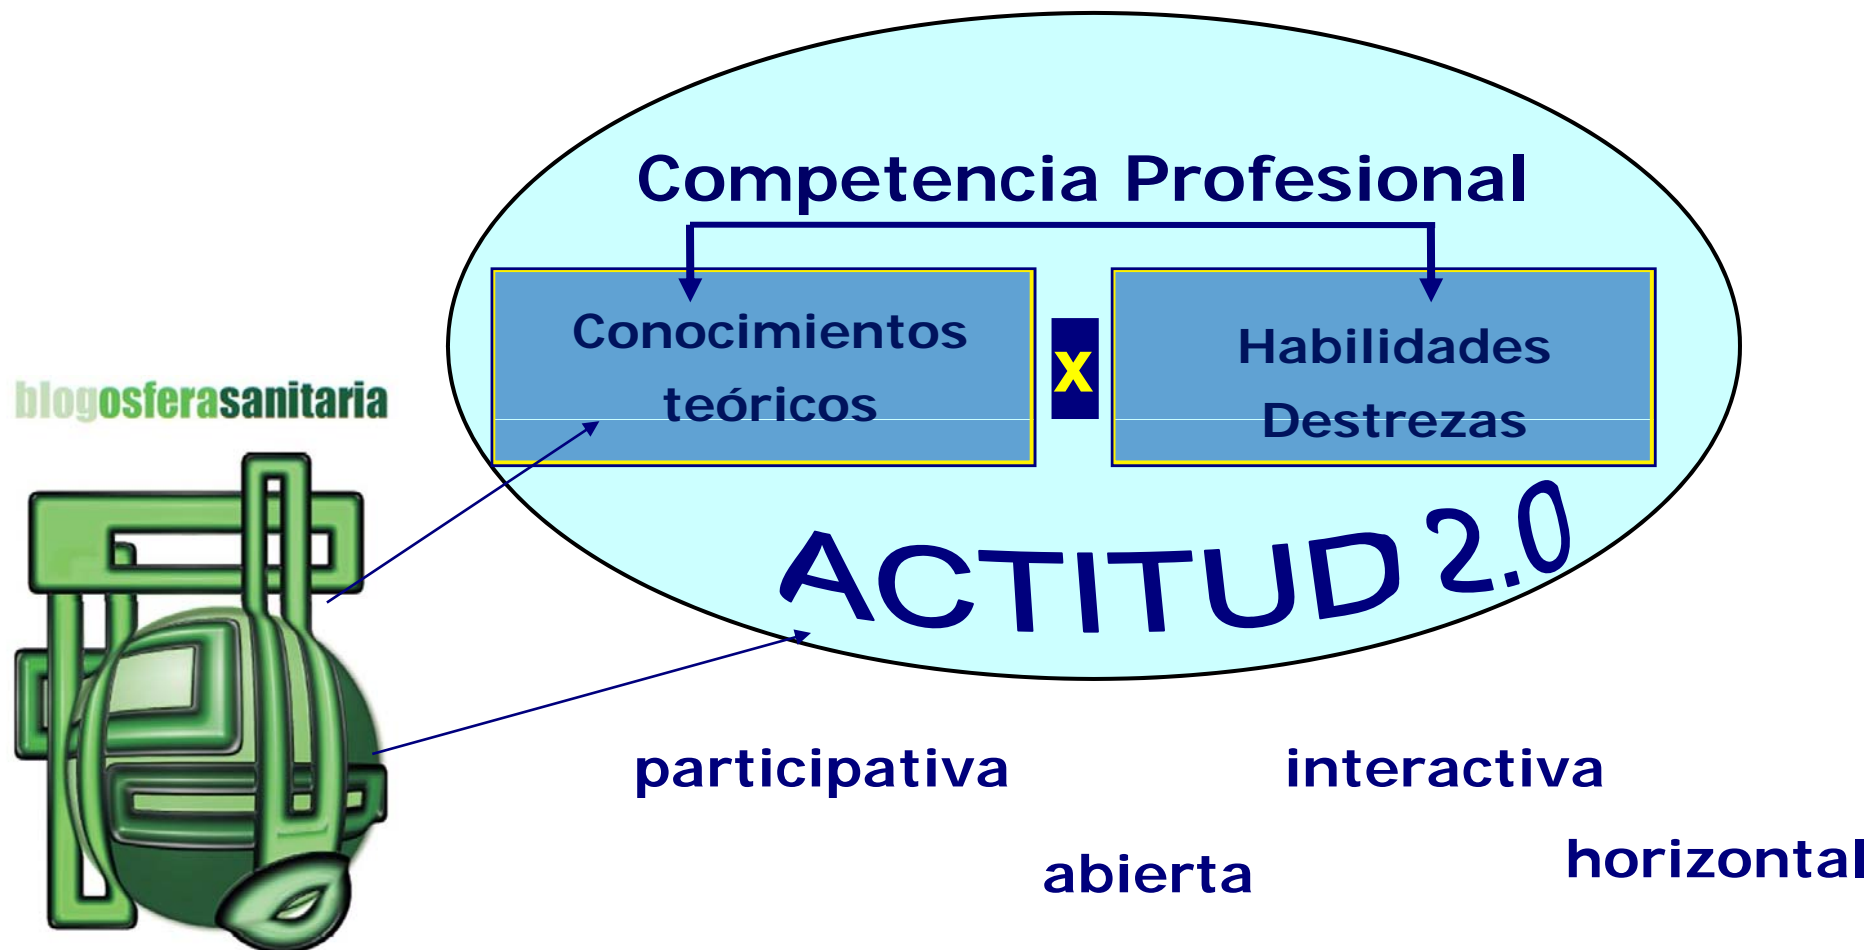 Competencia Profesional
Conocimientos
teóricos
x
Habilidades
Destrezas
blogosferasanitaria
ACTITUD 2.0
participativa
interactiva
abierta
horizontal